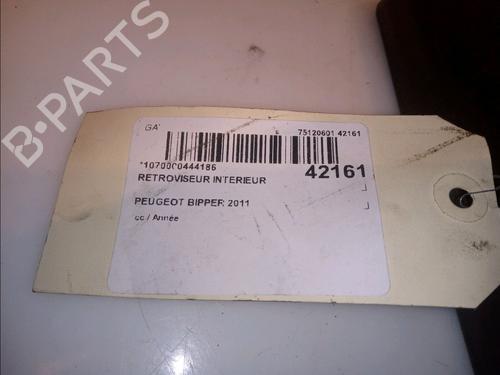 B-PARTS
GA'
75120601 42161
*1070000444186
42161
RETROVISEUR INTERIEUR
PEUGEOT BIPPER 2011
cc / Année